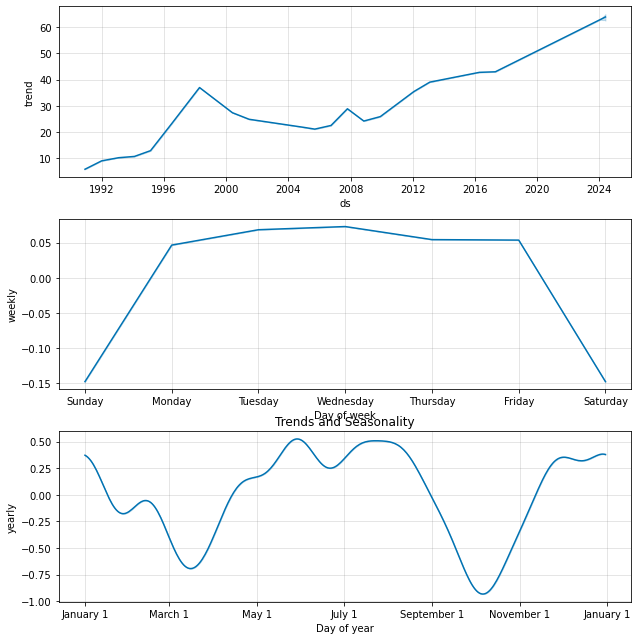 60
50
40
30
20
10
trend
1992 1996 2000 2004 2008 2012 2016 2020 2024
ds
0.05
0.00
−0.05
−0.10
−0.15
weekly
Sunday Monday Tuesday Wednesday Thursday Friday Saturday
Day of week
Trends and Seasonality
0.50
0.25
0.00
−0.25
−0.50
−0.75
−1.00
yearly
January 1 March 1 May 1 July 1 September 1 November 1 January 1
Day of year